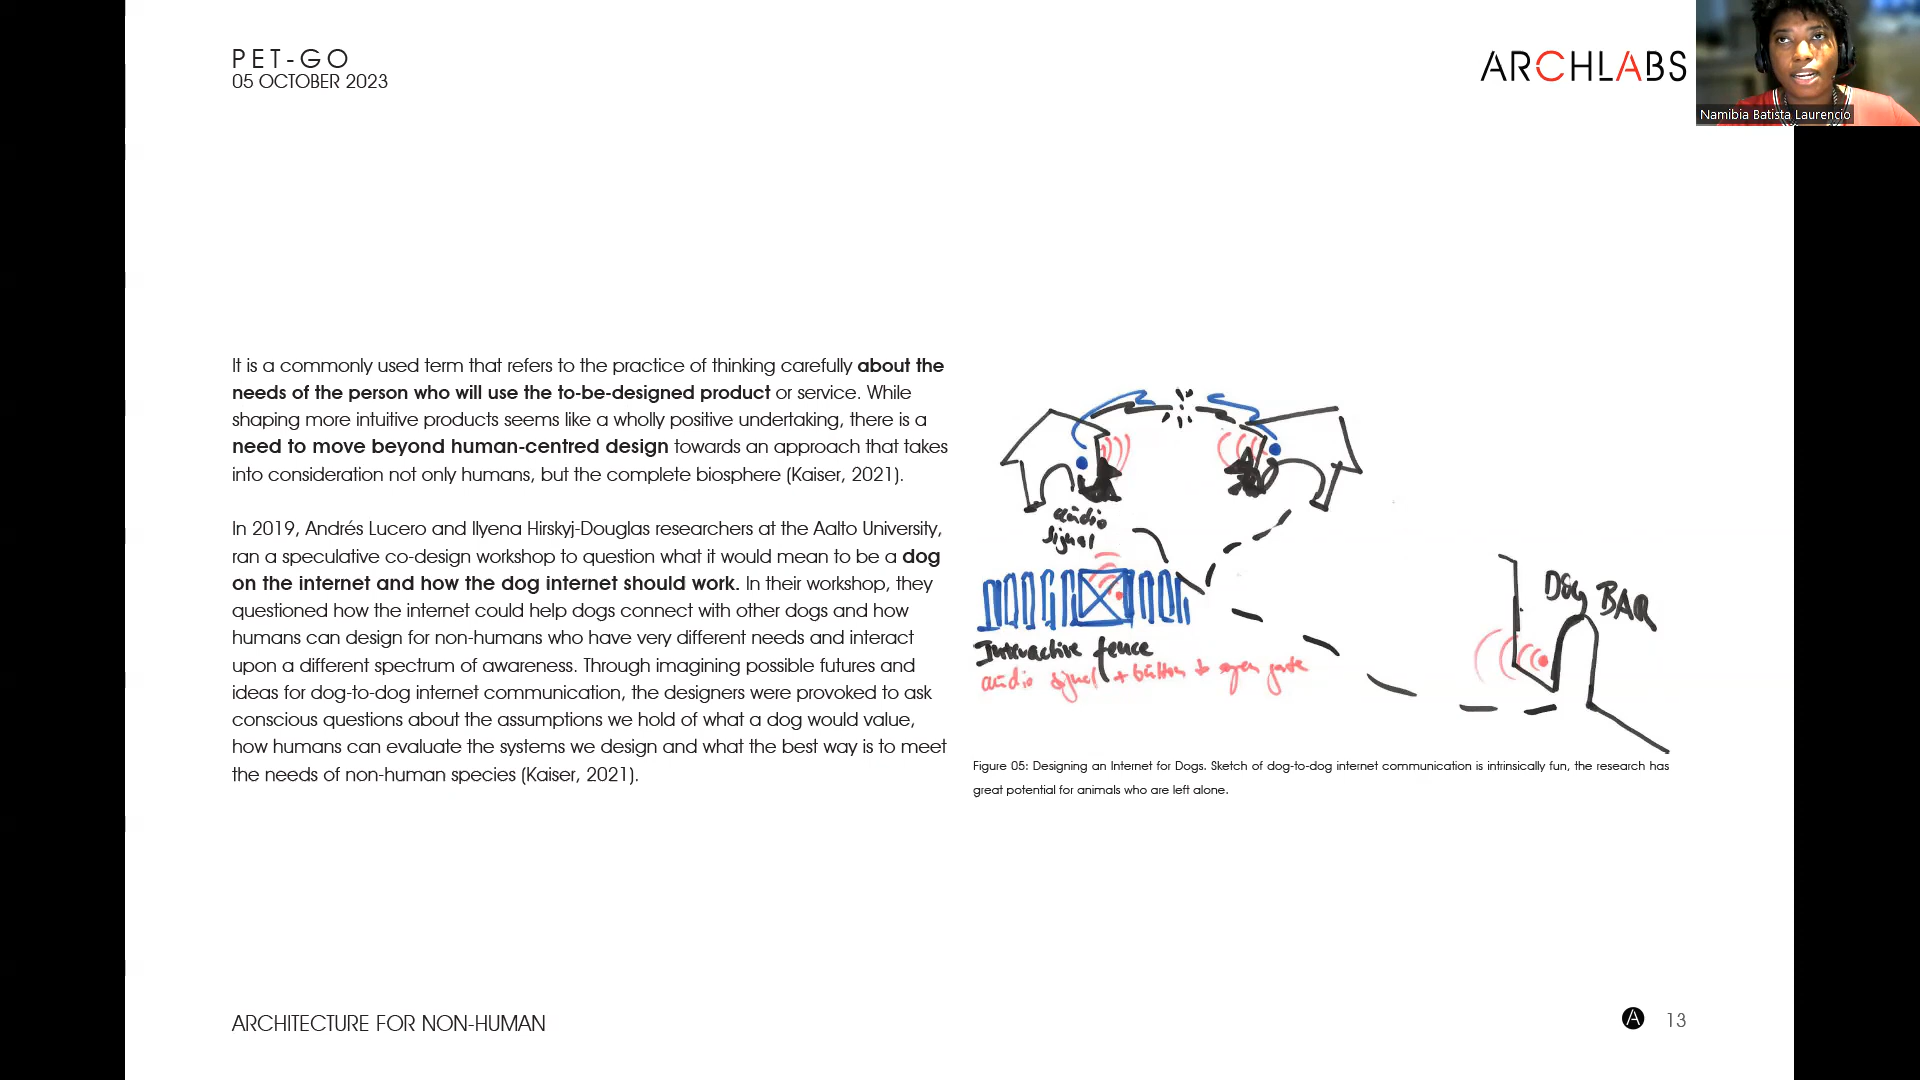 PET-GO
05 OCTOBER 2023
ARCHLABS
Namibia Batista Laurencio
It is a commonly used term that refers to the practice of thinking carefully about the
needs of the person who will use the to-be-designed product or service. While
shaping more intuitive products seems like a wholly positive undertaking, there is a
need to move beyond human-centred design towards an approach that takes
into consideration not only humans, but the complete biosphere (Kaiser, 2021).
In 2019, Andrés Lucero and Ilyena Hirskyj-Douglas researchers at the Aalto University,
ran a speculative co-design workshop to question what it would mean to be a dog
on the internet and how the dog internet should work. In their workshop, they
questioned how the internet could help dogs connect with other dogs and how
humans can design for non-humans who have very different needs and interact
upon a different spectrum of awareness. Through imagining possible futures and
ideas for dog-to-dog internet communication, the designers were provoked to ask
conscious questions about the assumptions we hold of what a dog would value,
how humans can evaluate the systems we design and what the best way is to meet
the needs of non-human species (Kaiser, 2021).
audio
signal
Interactive fence
audio signal + button to open gate
DOG BAR
Figure 05: Designing an Internet for Dogs. Sketch of dog-to-dog internet communication is intrinsically fun, the research has
great potential for animals who are left alone.
ARCHITECTURE FOR NON-HUMAN
A 13